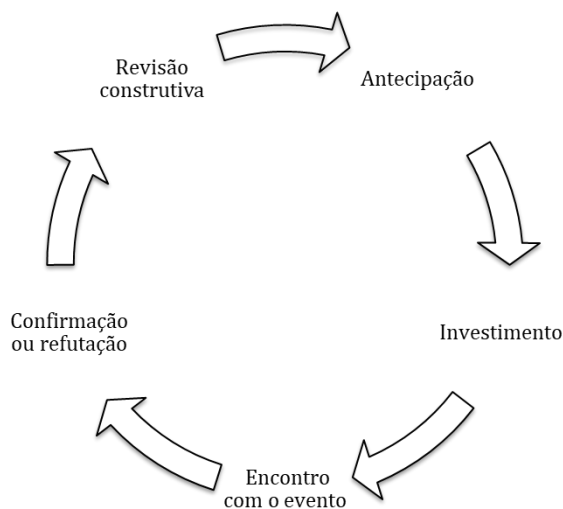 Revisão
construtiva
Antecipação
Investimento
Encontro
com o evento
Confirmação
ou refutação